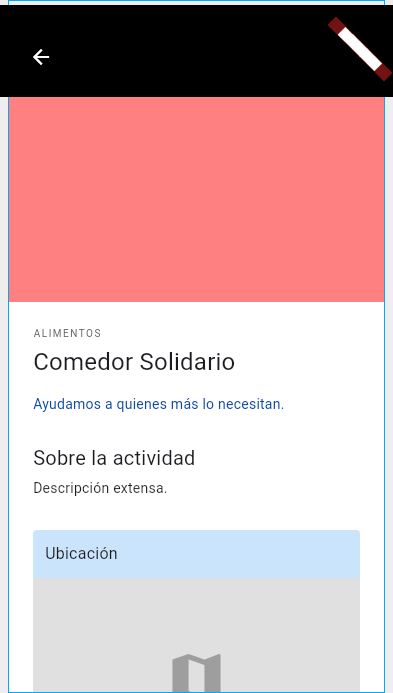 ALIMENTOS
Comedor Solidario
Ayudamos a quienes más lo necesitan.
Sobre la actividad
Descripción extensa.
Ubicación